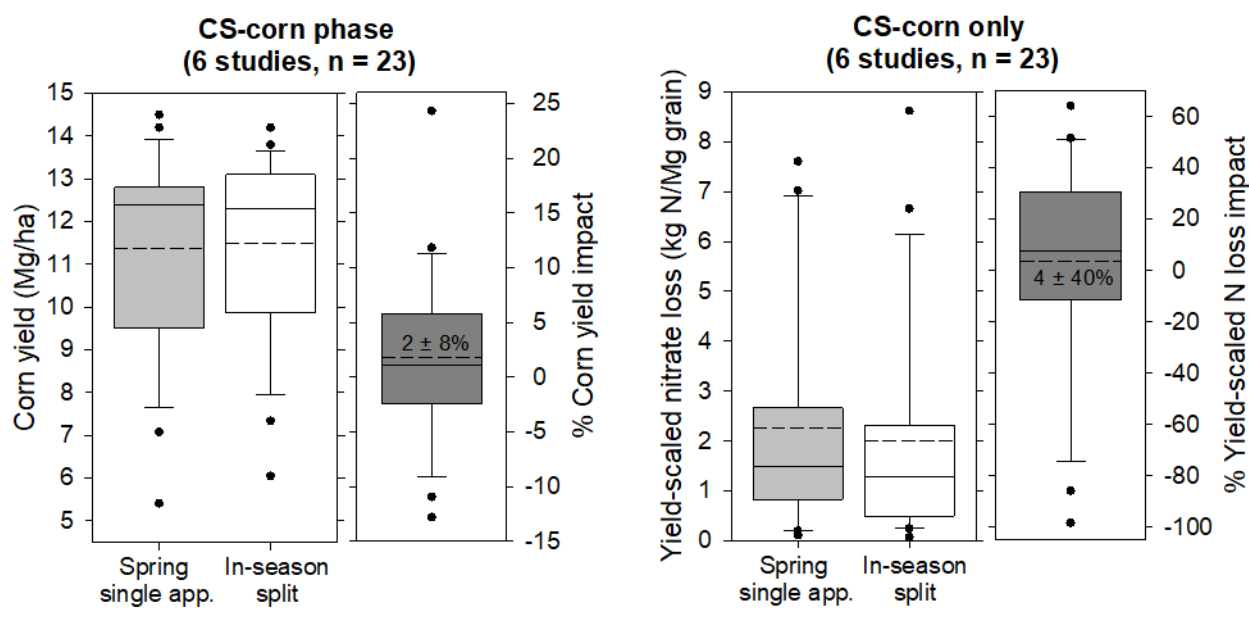 CS-corn phase
(6 studies, n = 23)
Corn yield (Mg/ha)
15
14
13
12
11
10
9
8
7
6
5
Spring
single app.
In-season
split
2 ± 8%
25
20
15
10
5
0
-5
-10
-15
% Corn yield impact
CS-corn only
(6 studies, n = 23)
Yield-scaled nitrate loss (kg N/Mg grain)
9
8
7
6
5
4
3
2
1
0
Spring
single app.
In-season
split
4 ± 40%
60
40
20
0
-20
-40
-60
-80
-100
% Yield-scaled N loss impact